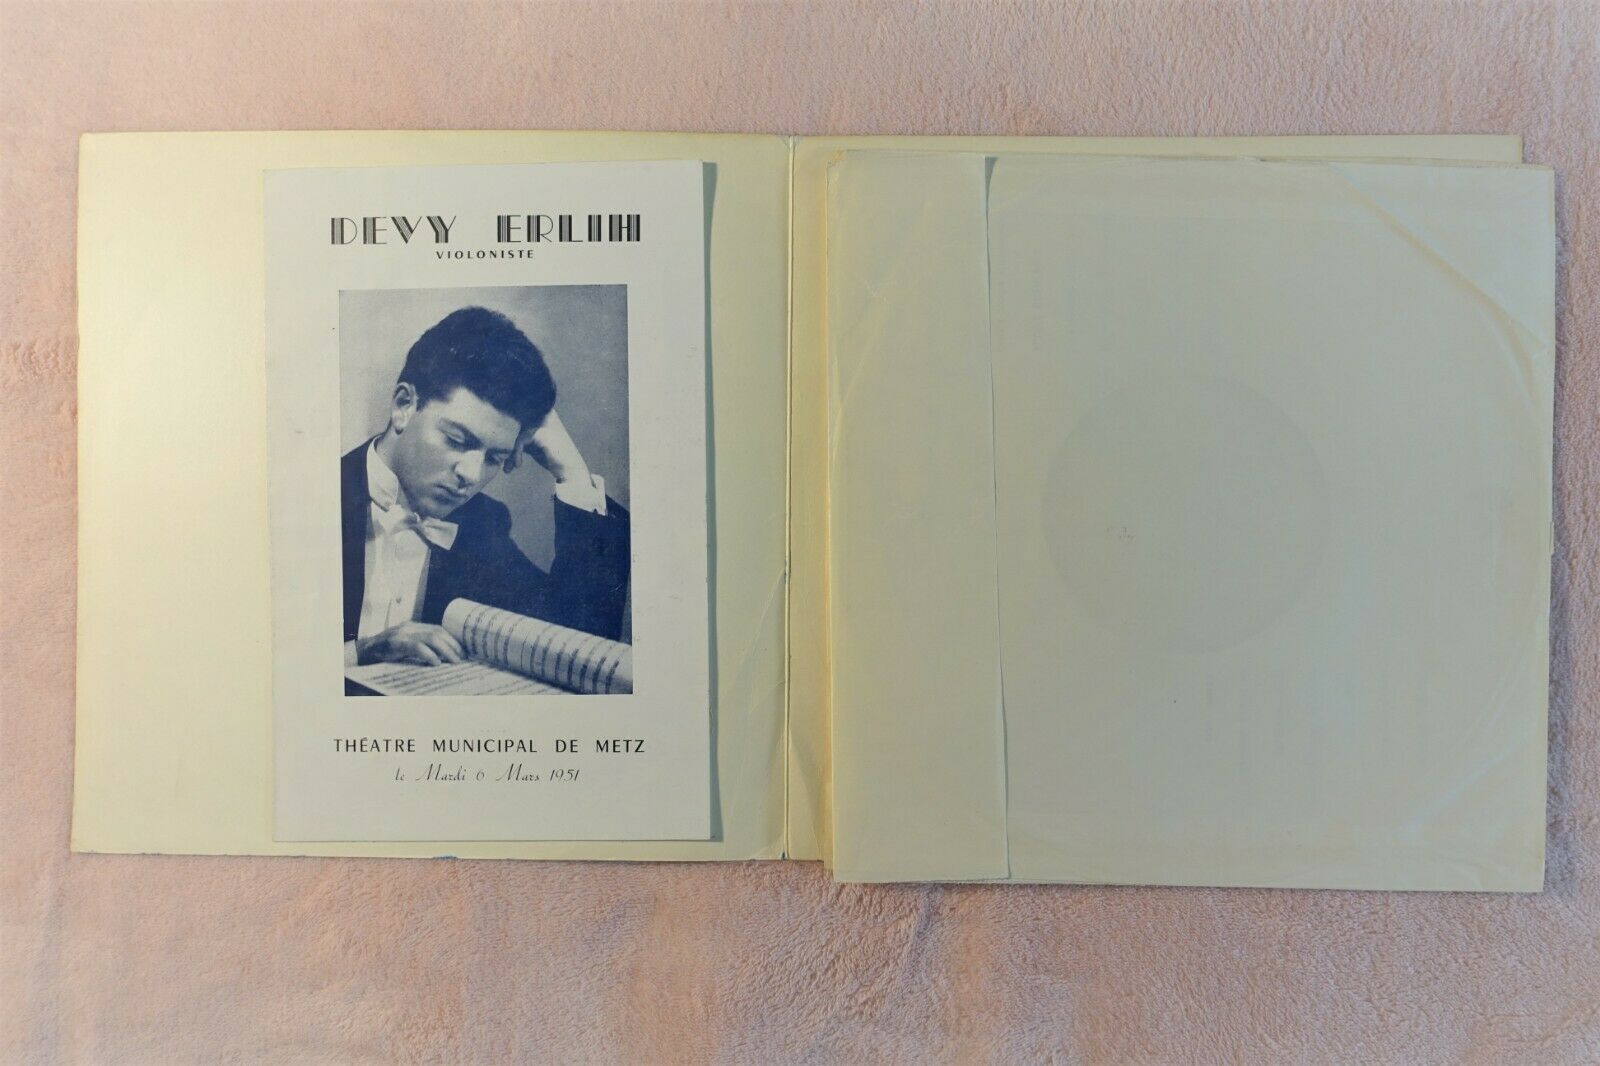 DEVY ERLIH
VIOLONISTE
THÉATRE MUNICIPAL DE METZ
le Mardi 6 Mars 1951